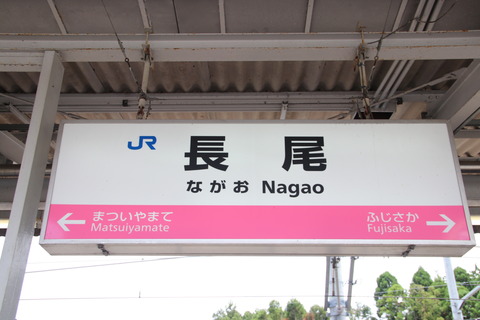 JR 長尾
ながお Nagao
← まついやまて
Matsuiyamate
ふじさか →
Fujisaka